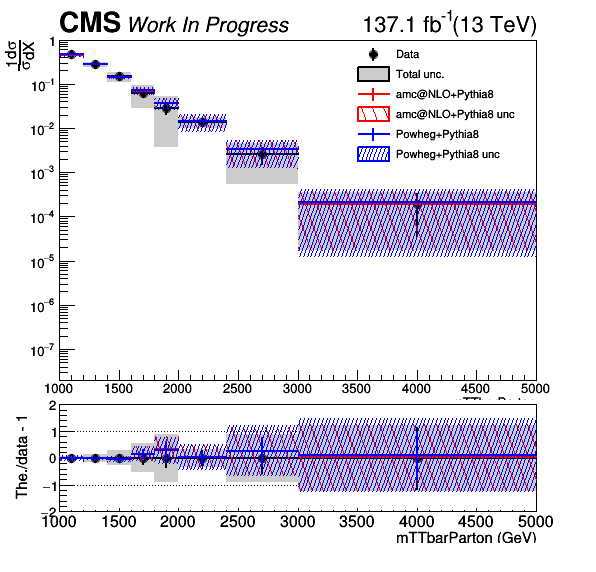 CMS Work In Progress 137.1 fb⁻¹(13 TeV)
1 dσ
σ dX
1
10⁻¹
10⁻²
10⁻³
10⁻⁴
10⁻⁵
10⁻⁶
10⁻⁷
Data
Total unc.
amc@NLO+Pythia8
amc@NLO+Pythia8 unc
Powheg+Pythia8
Powheg+Pythia8 unc
1000 1500 2000 2500 3000 3500 4000 4500 5000
The./data - 1
2
1
0
−1
−2
1000 1500 2000 2500 3000 3500 4000 4500 5000
mTTbarParton (GeV)